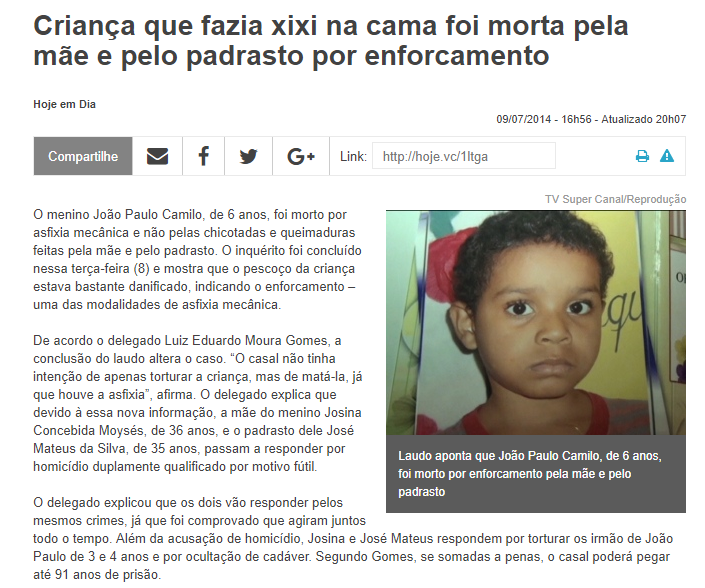 Criança que fazia xixi na cama foi morta pela
mãe e pelo padrasto por enforcamento
Hoje em Dia
09/07/2014 - 16h56 - Atualizado 20h07
Compartilhe
Link:
http://hoje.vc/1ltga
TV Super Canal/Reprodução
O menino João Paulo Camilo, de 6 anos, foi morto por
asfixia mecânica e não pelas chicotadas e queimaduras
feitas pela mãe e pelo padrasto. O inquérito foi concluído
nessa terça-feira (8) e mostra que o pescoço da criança
estava bastante danificado, indicando o enforcamento –
uma das modalidades de asfixia mecânica.
De acordo o delegado Luiz Eduardo Moura Gomes, a
conclusão do laudo altera o caso. “O casal não tinha
intenção de apenas torturar a criança, mas de matá-la, já
que houve a asfixia”, afirma. O delegado explica que
devido à essa nova informação, a mãe do menino Josina
Concebida Moysés, de 36 anos, e o padrasto dele José
Mateus da Silva, de 35 anos, passam a responder por
homicídio duplamente qualificado por motivo fútil.
Laudo aponta que João Paulo Camilo, de 6 anos,
foi morto por enforcamento pela mãe e pelo
padrasto
O delegado explicou que os dois vão responder pelos
mesmos crimes, já que foi comprovado que agiram juntos
todo o tempo. Além da acusação de homicídio, Josina e José Mateus respondem por torturar os irmão de João
Paulo de 3 e 4 anos e por ocultação de cadáver. Segundo Gomes, se somadas a penas, o casal poderá pegar
até 91 anos de prisão.